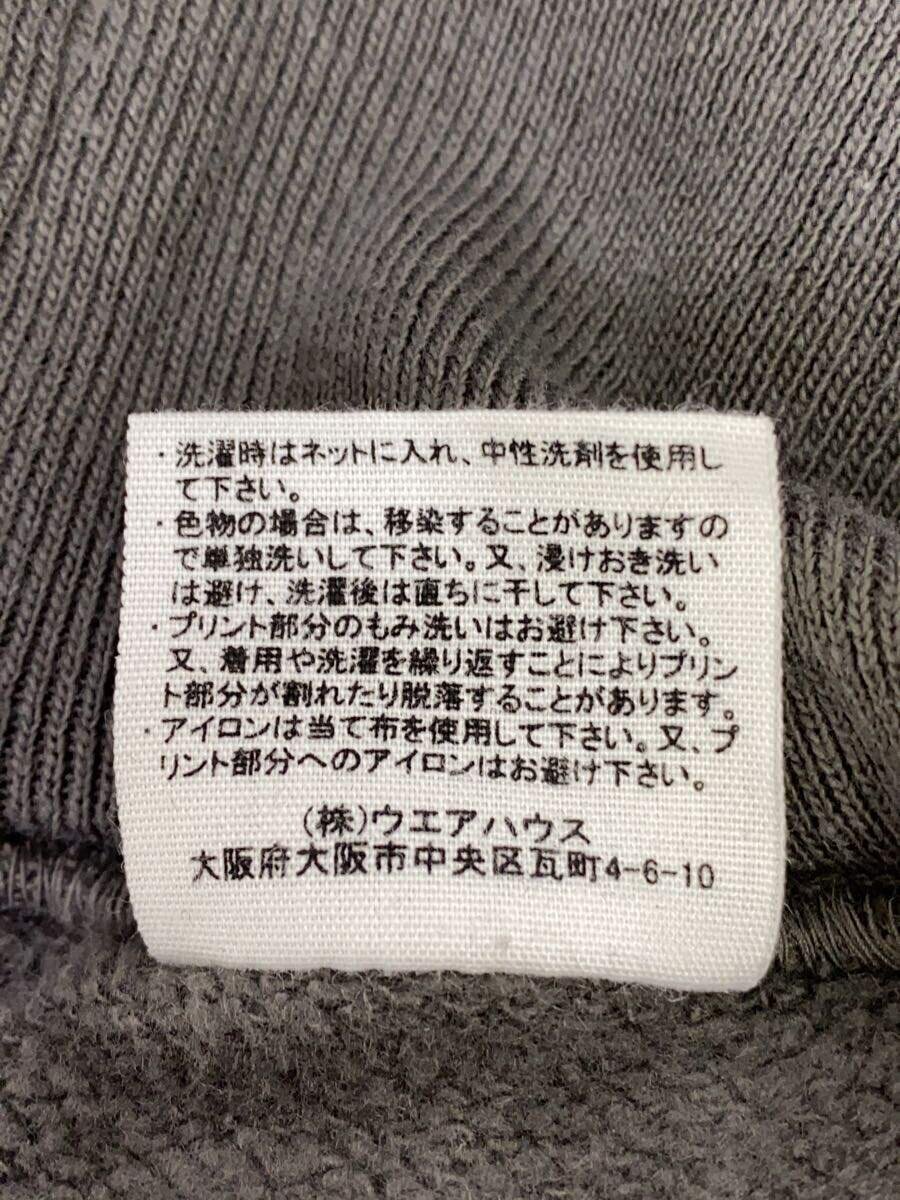 ・洗濯時はネットに入れ、中性洗剤を使用し
て下さい。
・色物の場合は、移染することがありますの
で単独洗いして下さい。又、浸けおき洗い
は避け、洗濯後は直ちに干して下さい。
・プリント部分のもみ洗いはお避け下さい。
又、着用や洗濯を繰り返すことによりプリン
ト部分が割れたり脱落することがあります。
・アイロンは当て布を使用して下さい。又、プ
リント部分へのアイロンはお避け下さい。
(株)ウエアハウス
大阪府大阪市中央区瓦町4-6-10